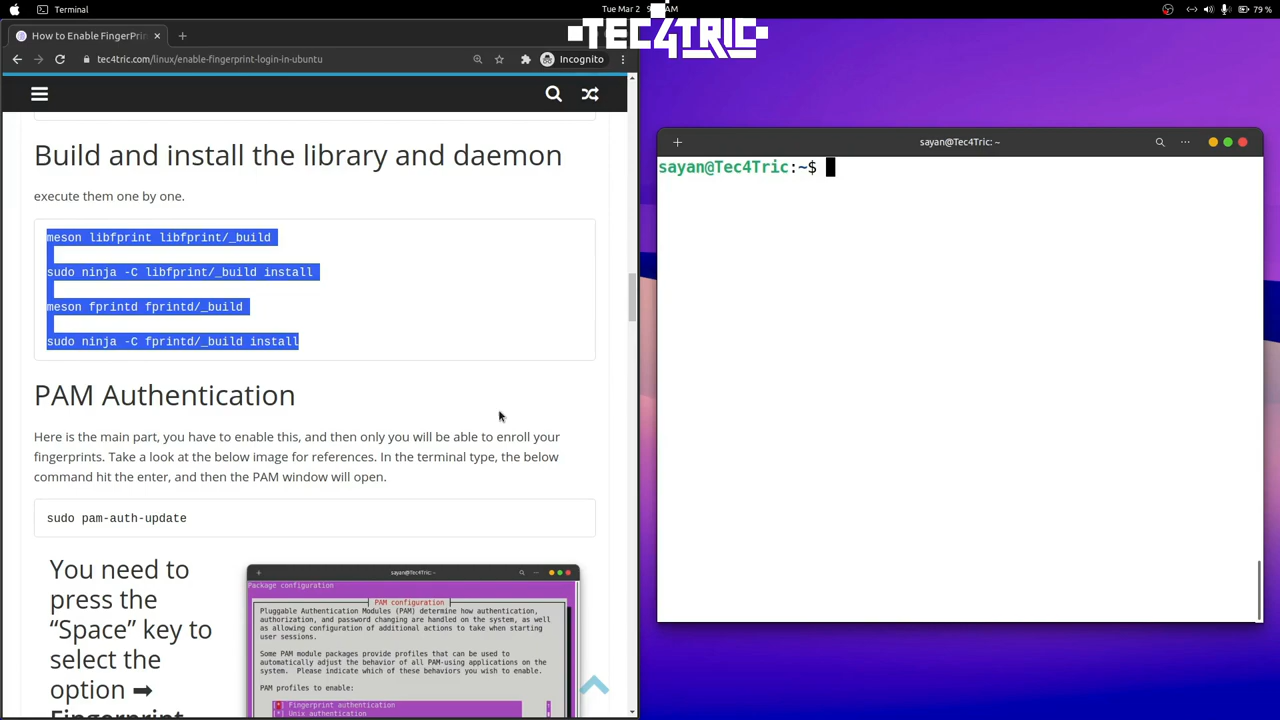 Terminal
Tue Mar 2
AM
79 %
TEC4TRIC
How to Enable FingerPri
tec4tric.com/linux/enable-fingerprint-login-in-ubuntu
Incognito
Build and install the library and daemon
execute them one by one.
meson libfprint libfprint/_build
sudo ninja -C libfprint/_build install
meson fprintd fprintd/_build
sudo ninja -C fprintd/_build install
PAM Authentication
Here is the main part, you have to enable this, and then only you will be able to enroll your
fingerprints. Take a look at the below image for references. In the terminal type, the below
command hit the enter, and then the PAM window will open.
sudo pam-auth-update
You need to
press the
“Space” key to
select the
option ➡
Fingerprint
sayan@Tec4Tric: ~
Package configuration
PAM configuration
Pluggable Authentication Modules (PAM) determine how authentication,
authorization, and password changing are handled on the system, as well
as allowing configuration of additional actions to take when starting
user sessions.
Some PAM module packages provide profiles that can be used to
automatically adjust the behavior of all PAM-using applications on the
system. Please indicate which of these behaviors you wish to enable.
PAM profiles to enable:
[*] Fingerprint authentication
[*] Unix authentication
sayan@Tec4Tric: ~
sayan@Tec4Tric:~$